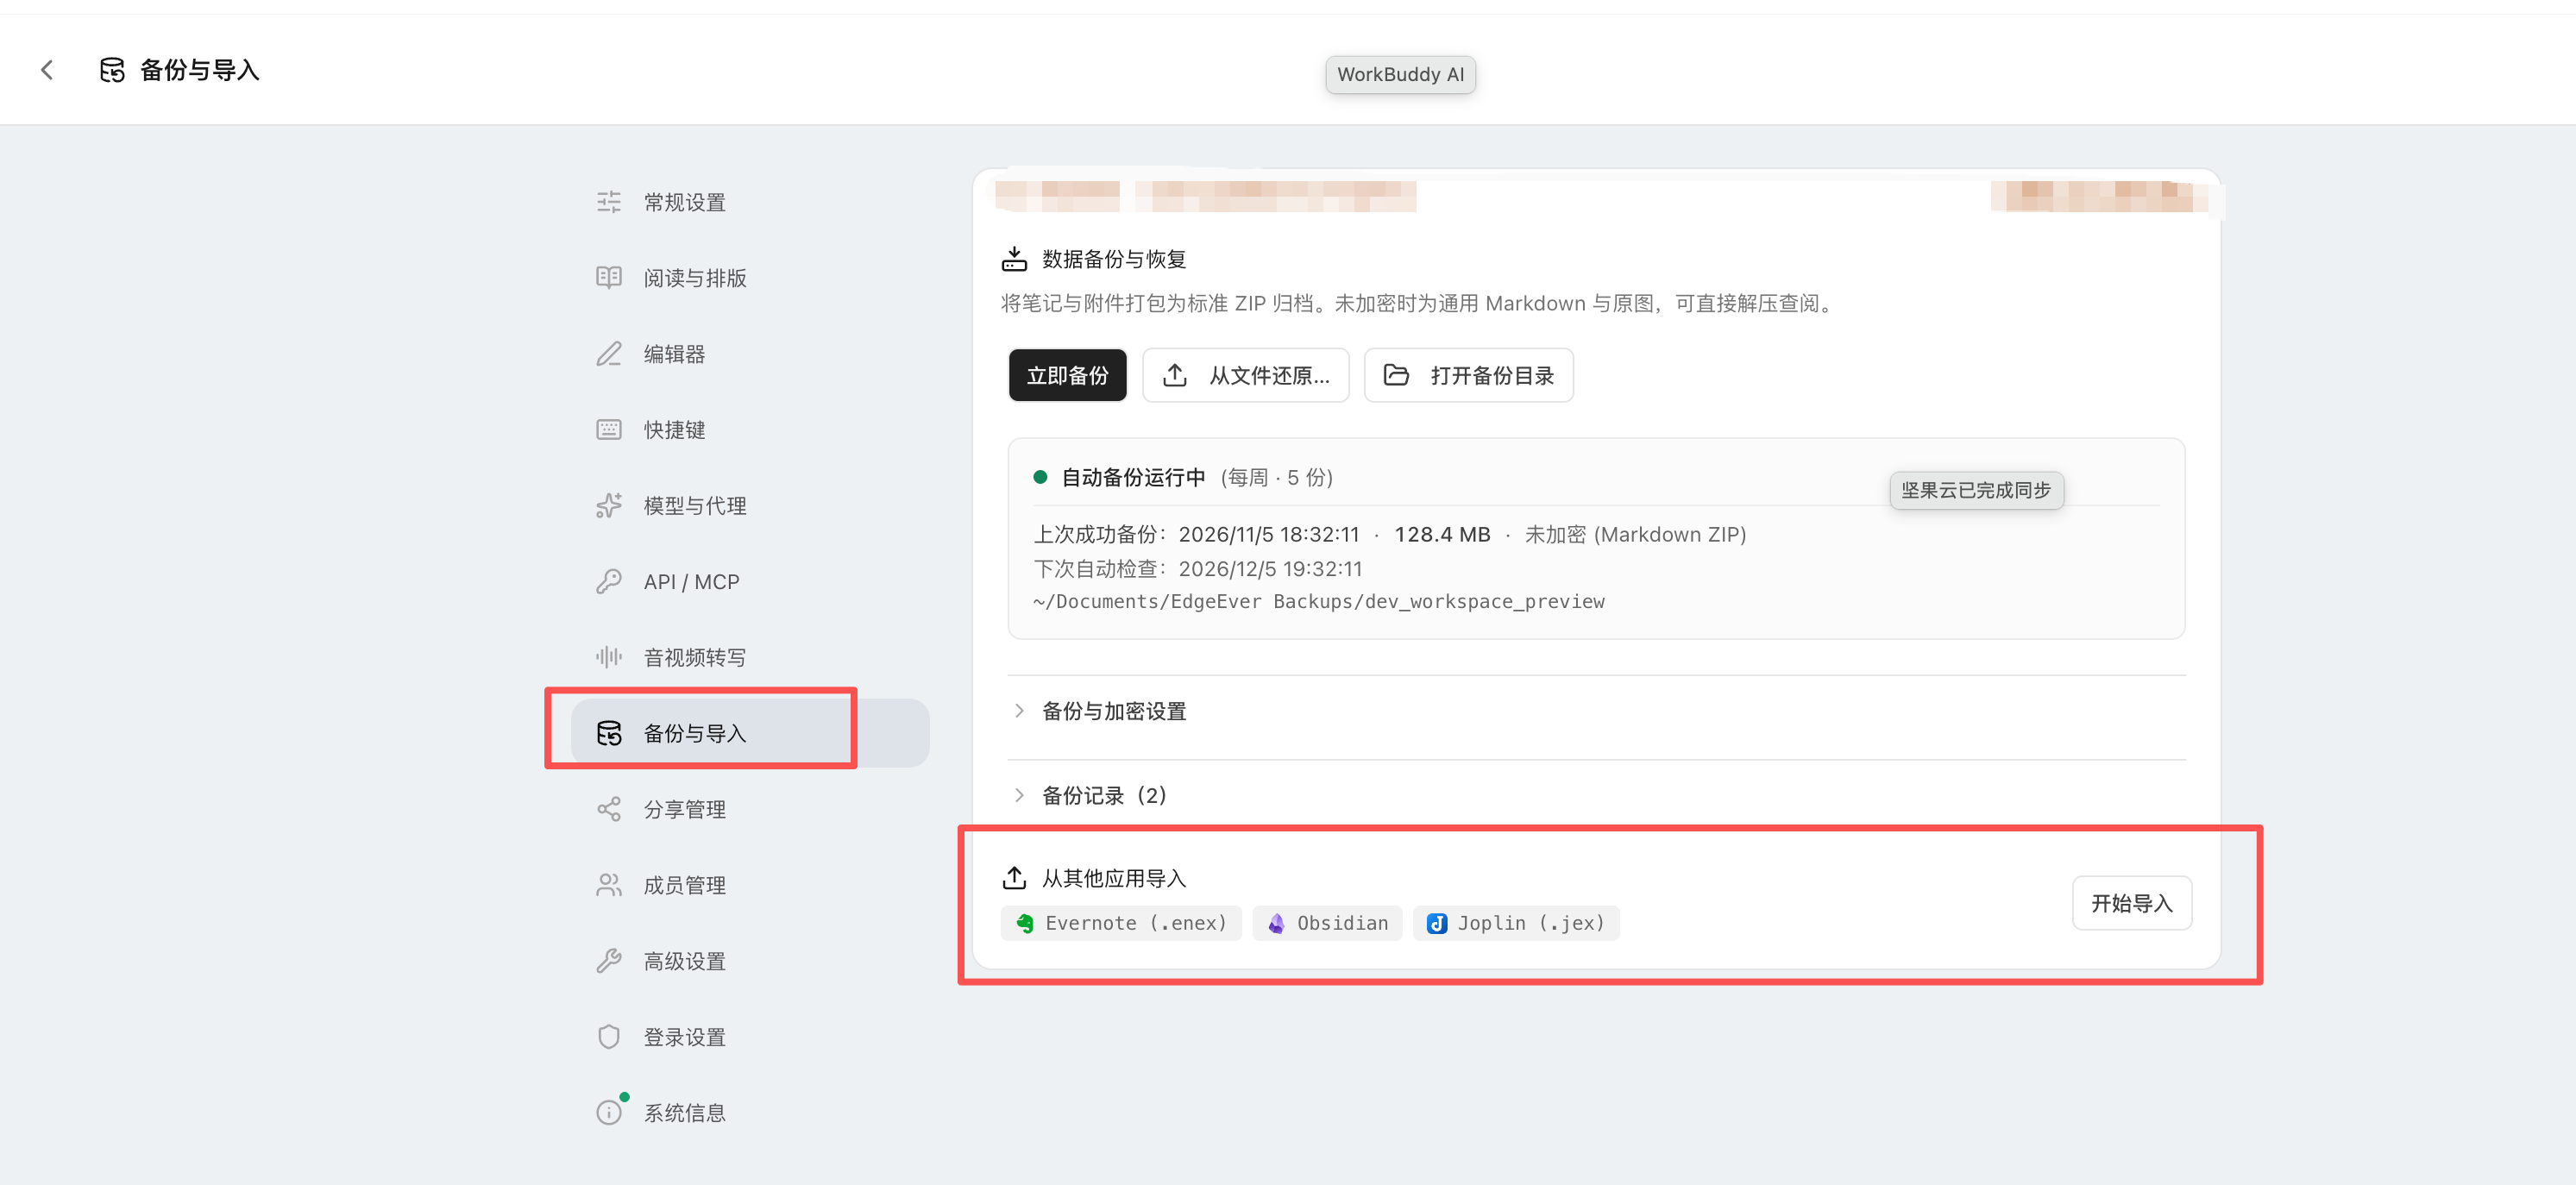 备份与导入
WorkBuddy AI
常规设置
阅读与排版
编辑器
快捷键
模型与代理
API / MCP
音视频转写
备份与导入
分享管理
成员管理
高级设置
登录设置
系统信息
数据备份与恢复
将笔记与附件打包为标准 ZIP 归档。未加密时为通用 Markdown 与原图，可直接解压查阅。
立即备份 从文件还原... 打开备份目录
自动备份运行中 (每周 · 5 份)
坚果云已完成同步
上次成功备份：2026/11/5 18:32:11 · 128.4 MB · 未加密 (Markdown ZIP)
下次自动检查：2026/12/5 19:32:11
~/Documents/EdgeEver Backups/dev_workspace_preview
备份与加密设置
备份记录（2）
从其他应用导入
Evernote (.enex) Obsidian Joplin (.jex)
开始导入